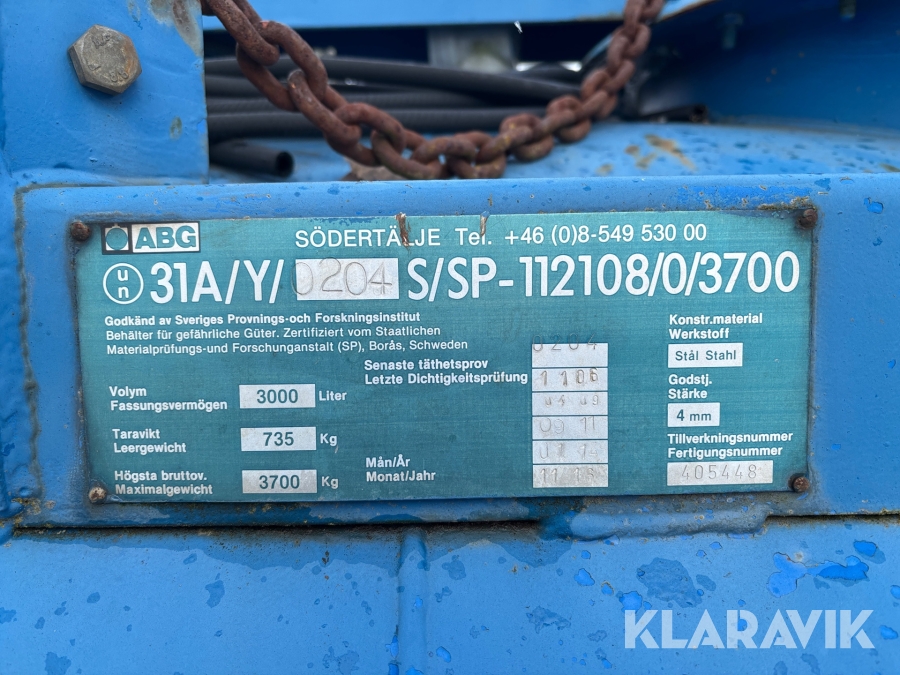 ABG
SÖDERTÄLJE Tel. +46 (0)8-549 530 00
un 31A/Y/0204 S/SP-112108/0/3700
Godkänd av Sveriges Provnings-och Forskningsinstitut
Behälter für gefährliche Güter. Zertifiziert vom Staatlichen
Materialprüfungs-und Forschunganstalt (SP), Borås, Schweden
Volym
Fassungsvermögen
3000 Liter
Taravikt
Leergewicht
735 Kg
Högsta bruttov.
Maximalgewicht
3700 Kg
Senaste täthetsprov
Letzte Dichtigkeitsprüfung
Mån/År
Monat/Jahr
0204
1106
09 11
Konstr.material
Werkstoff
Stål Stahl
Godstj.
Stärke
4 mm
Tillverkningsnummer
Fertigungsnummer
405448
KLARAVIK